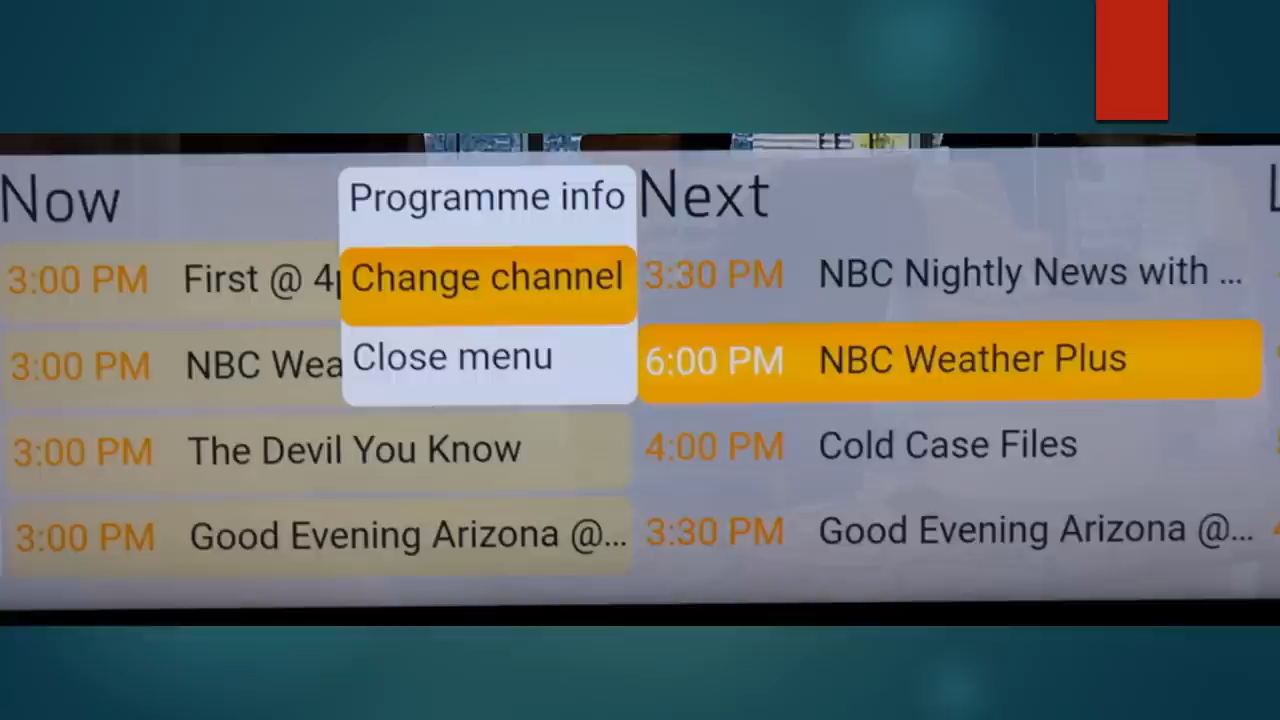 Now
Programme info
Next
3:00 PM First @ 4
Change channel
3:30 PM NBC Nightly News with ...
3:00 PM NBC Wea
Close menu
6:00 PM NBC Weather Plus
3:00 PM The Devil You Know
4:00 PM Cold Case Files
3:00 PM Good Evening Arizona @...
3:30 PM Good Evening Arizona @...